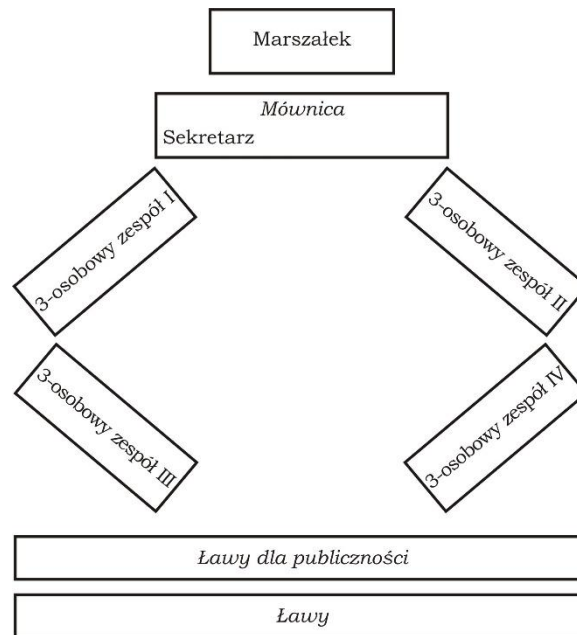 Marszałek
Mównica
Sekretarz
3-osobowy zespół I
3-osobowy zespół II
3-osobowy zespół III
3-osobowy zespół IV
Ławy dla publiczności
Ławy